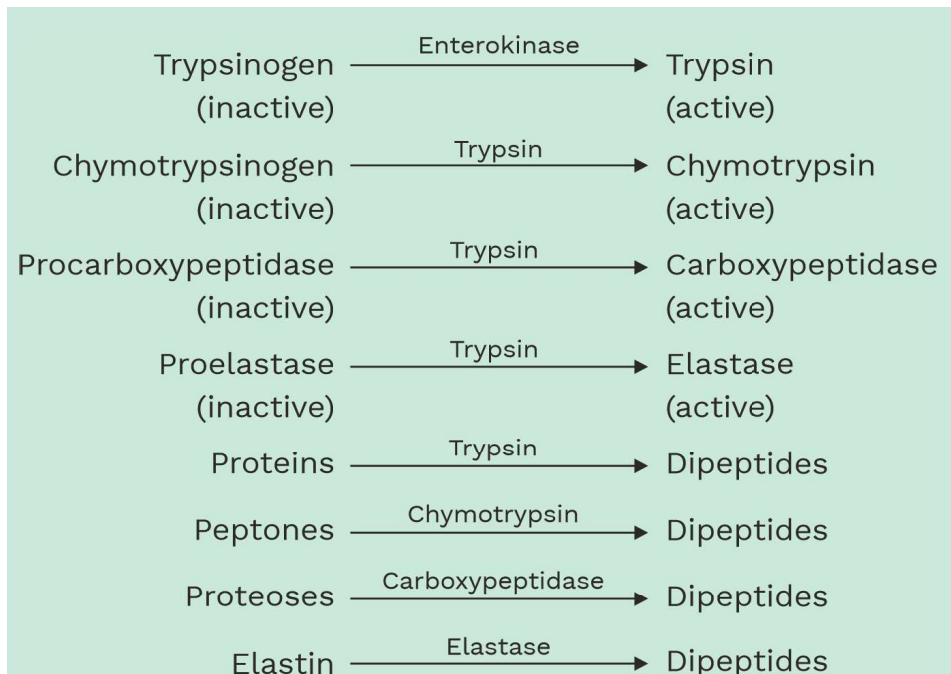 Enterokinase
Trypsinogen Trypsin
(inactive) (active)
Trypsin
Chymotrypsinogen Chymotrypsin
(inactive) (active)
Trypsin
Procarboxypeptidase Carboxypeptidase
(inactive) (active)
Trypsin
Proelastase Elastase
(inactive) (active)
Trypsin
Proteins Dipeptides
Chymotrypsin
Peptones Dipeptides
Carboxypeptidase
Proteoses Dipeptides
Elastase
Elastin Dipeptides